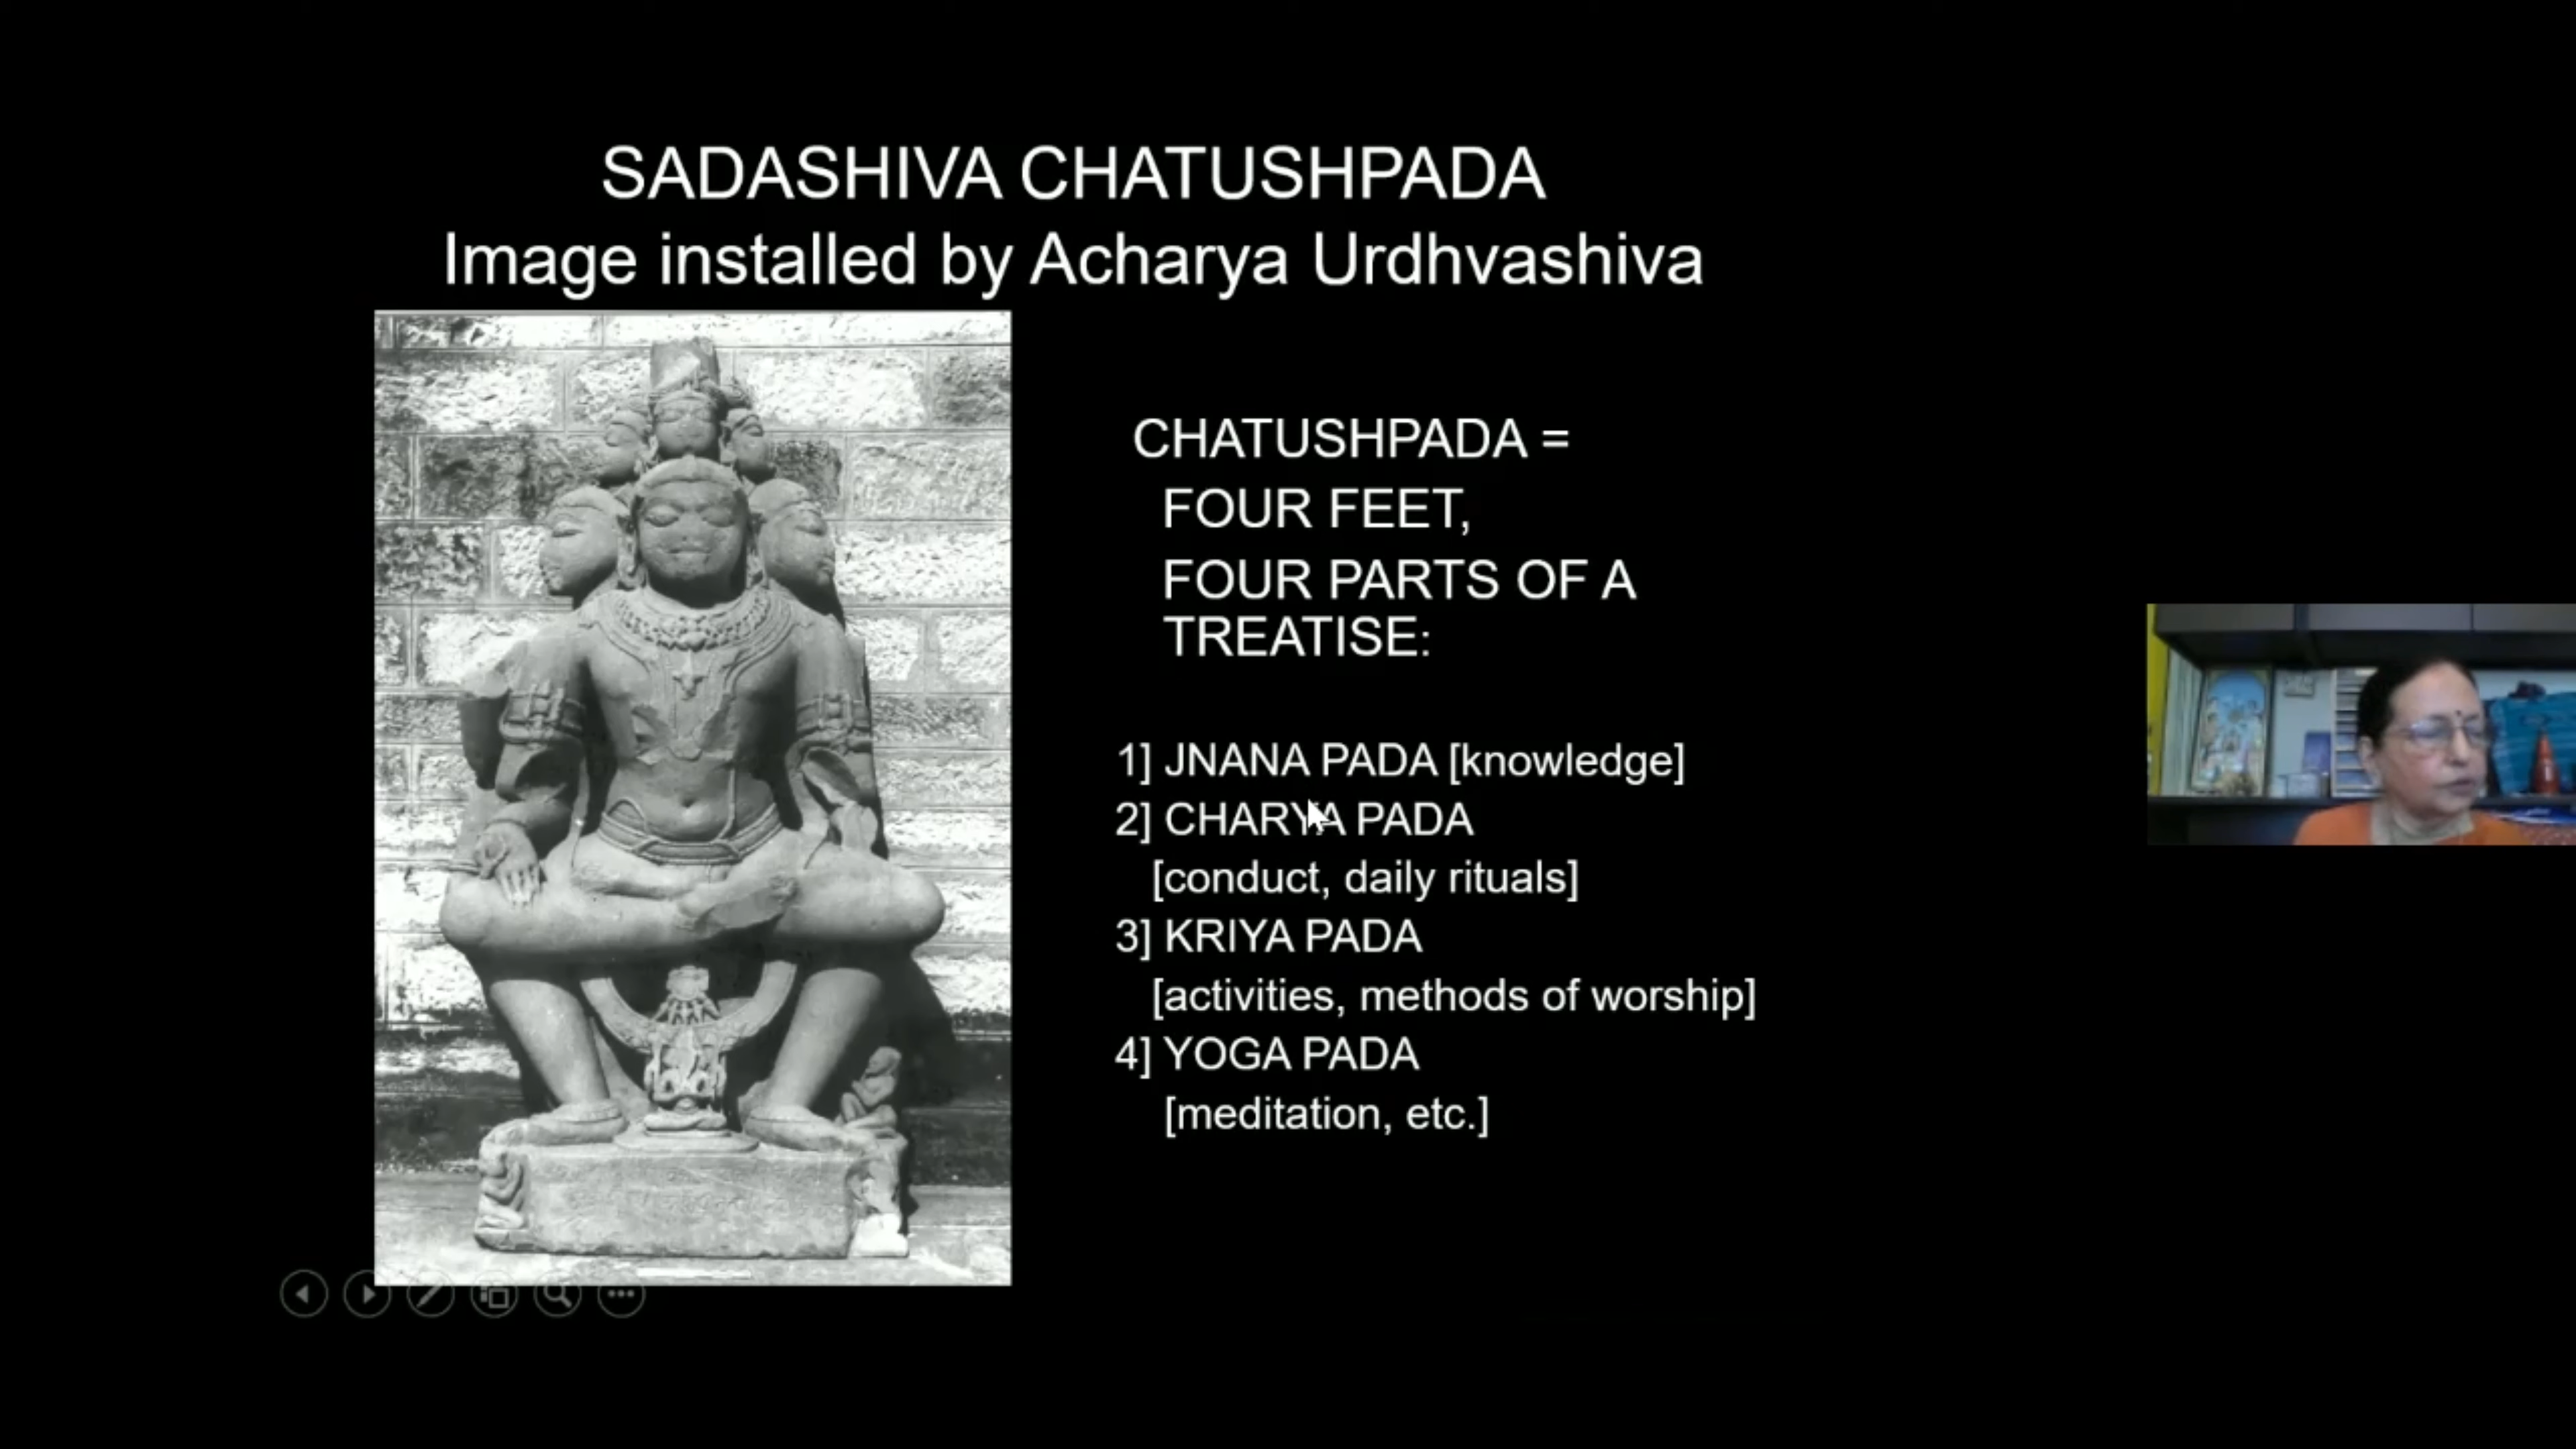 SADASHIVA CHATUSHPADA
Image installed by Acharya Urdhvashiva
CHATUSHPADA =
FOUR FEET,
FOUR PARTS OF A
TREATISE:
1] JNANA PADA [knowledge]
2] CHARYA PADA
[conduct, daily rituals]
3] KRIYA PADA
[activities, methods of worship]
4] YOGA PADA
[meditation, etc.]